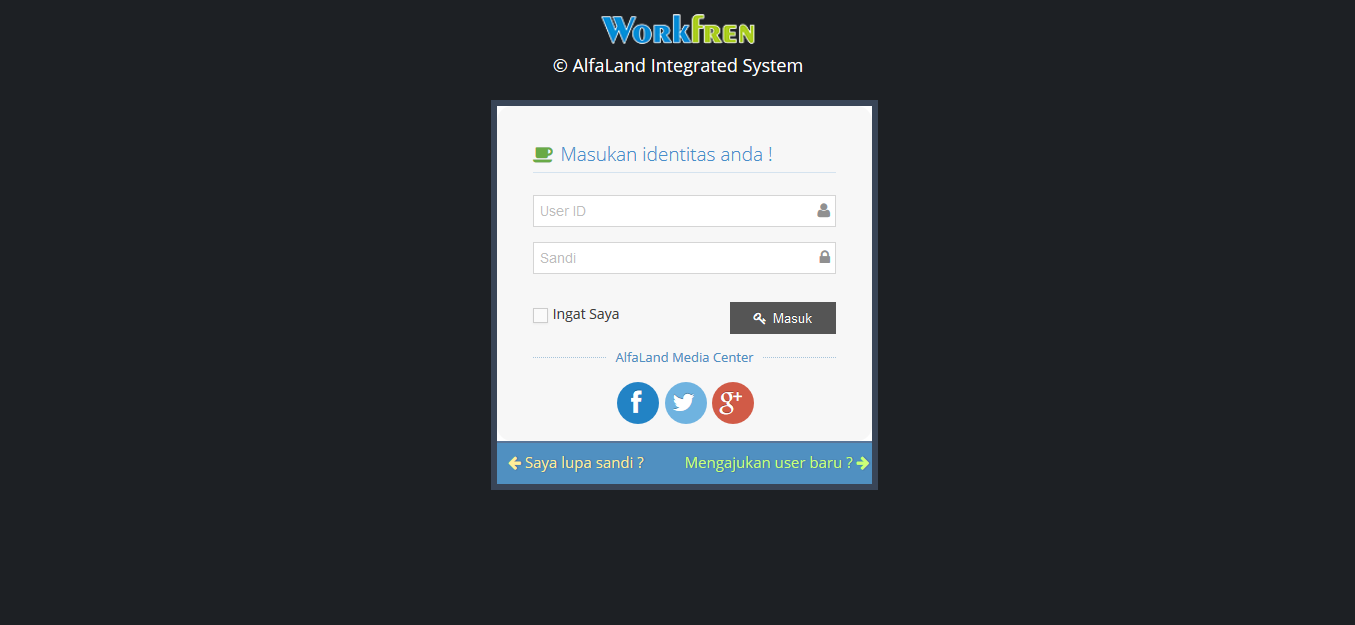 Workfren
© AlfaLand Integrated System
Masukan identitas anda !
User ID
Sandi
Ingat Saya
Masuk
AlfaLand Media Center
Saya lupa sandi ?
Mengajukan user baru ?